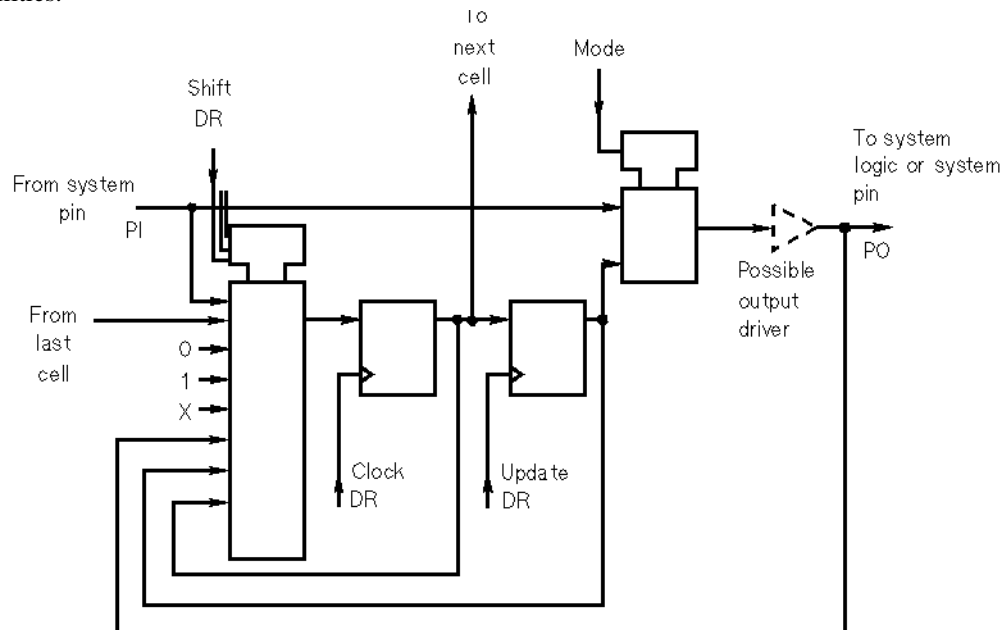 To
next
cell
Mode
Shift
DR
To system
logic or system
pin
From system
pin
PI
PO
Possible
output
driver
From
last
cell
0
1
X
Clock
DR
Update
DR